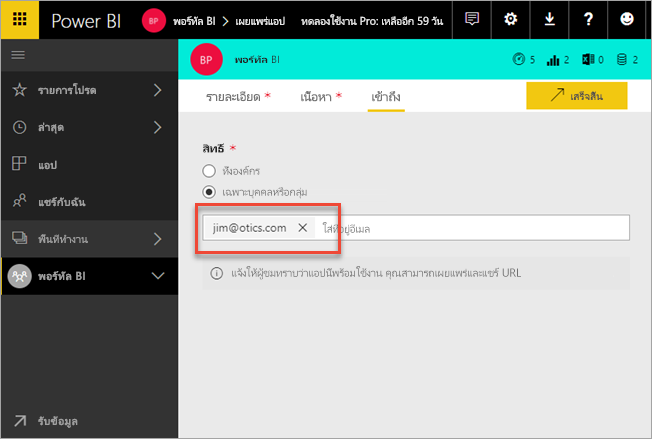 Power BI BP พอร์ทัล BI > เผยแพร่แอป ทดลองใช้งาน Pro: เหลืออีก 59 วัน
BP พอร์ทัล BI 5 2 0 2
รายการโปรด
ล่าสุด
แอป
แชร์กับฉัน
พื้นที่ทำงาน
พอร์ทัล BI
รับข้อมูล
รายละเอียด * เนื้อหา * เข้าถึง เสร็จสิ้น
สิทธิ์ *
ทั้งองค์กร
เฉพาะบุคคลหรือกลุ่ม
jim@otics.com ใส่ที่อยู่อีเมล
แจ้งให้ผู้ชมทราบว่าแอปนี้พร้อมใช้งาน คุณสามารถเผยแพร่และแชร์ URL